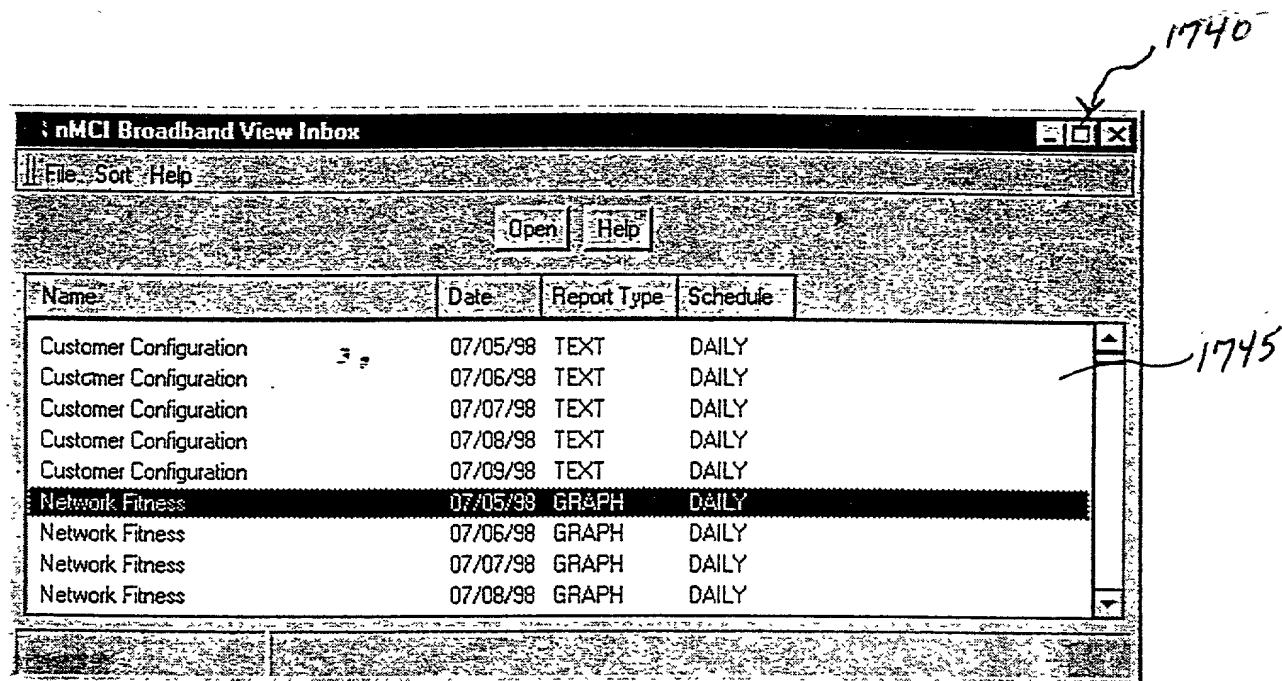 1740
nMCI Broadband View Inbox
File Sort Help
Open Help
Name Date Report Type Schedule
Customer Configuration 07/05/98 TEXT DAILY
Customer Configuration 07/06/98 TEXT DAILY
1745
Customer Configuration 07/07/98 TEXT DAILY
Customer Configuration 07/08/98 TEXT DAILY
Customer Configuration 07/09/98 TEXT DAILY
Network Fitness 07/05/98 GRAPH DAILY
Network Fitness 07/06/98 GRAPH DAILY
Network Fitness 07/07/98 GRAPH DAILY
Network Fitness 07/08/98 GRAPH DAILY